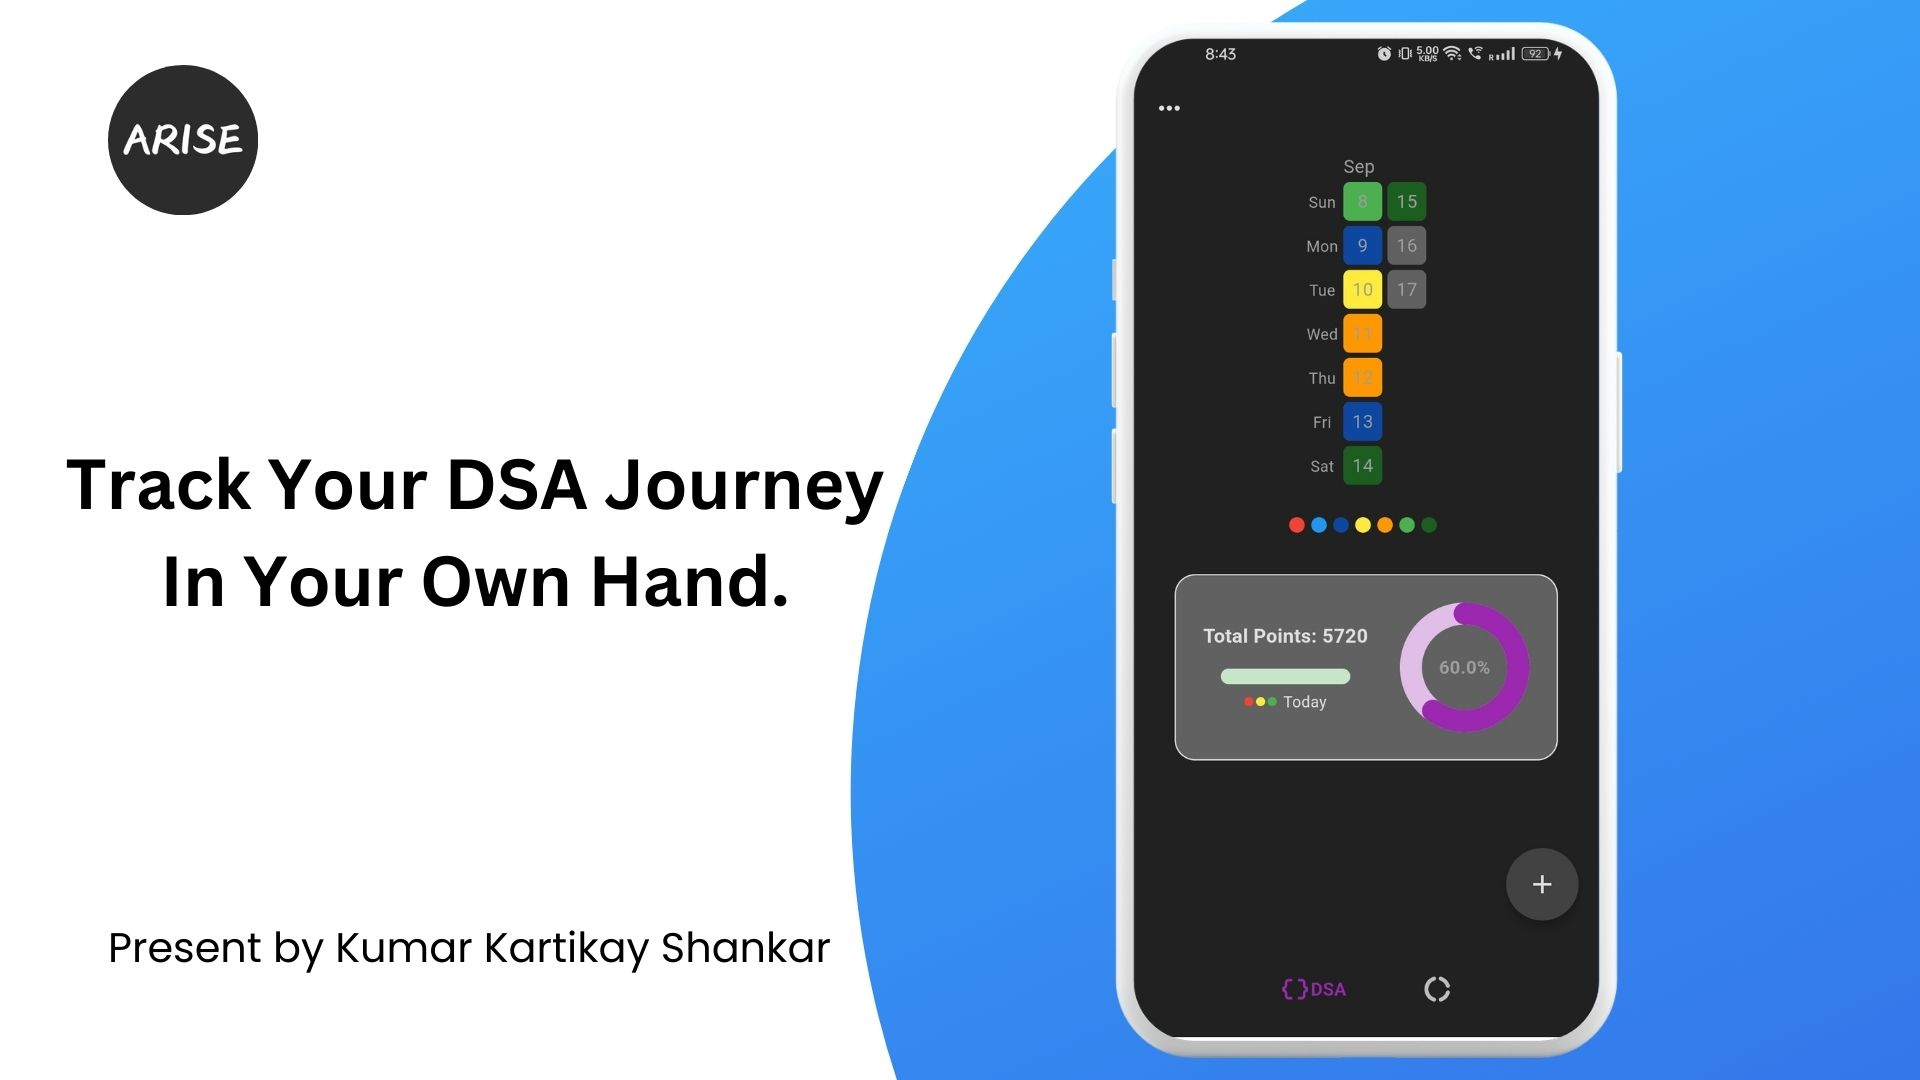 ARISE
Track Your DSA Journey
In Your Own Hand.
Present by Kumar Kartikay Shankar
8:43
5.00
KB/S
R
92
Sep
Sun 8 15
Mon 9 16
Tue 10 17
Wed 11
Thu 12
Fri 13
Sat 14
Total Points: 5720
60.0%
Today
+
{}DSA